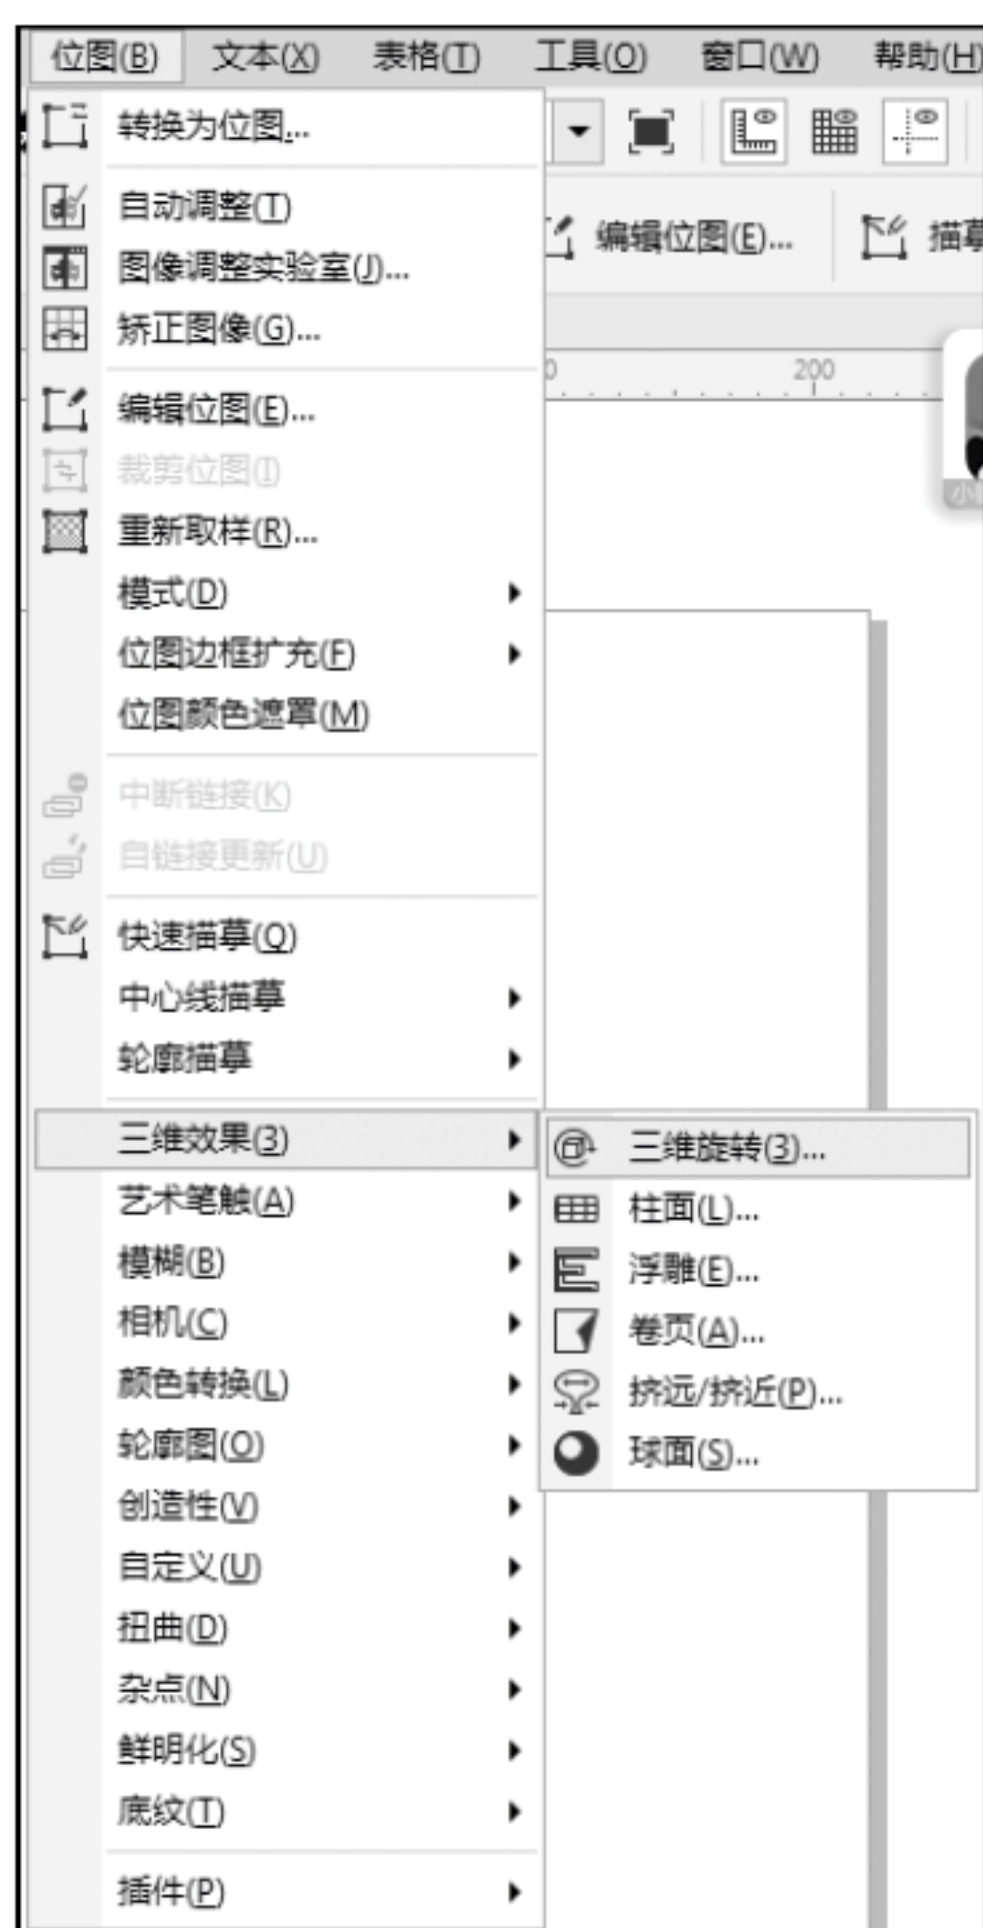 位图(B) 文本(X) 表格(T) 工具(O) 窗口(W) 帮助(H)
转换为位图...
自动调整(T)
编辑位图(E)... 描摹
图像调整实验室(J)...
矫正图像(G)...
200
编辑位图(E)...
裁剪位图(I)
重新取样(R)...
模式(D)
位图边框扩充(F)
位图颜色遮罩(M)
中断链接(K)
自链接更新(U)
快速描摹(Q)
中心线描摹
轮廓描摹
三维效果(3)
三维旋转(3)...
艺术笔触(A)
柱面(L)...
模糊(B)
浮雕(E)...
相机(C)
卷页(A)...
颜色转换(L)
挤远/挤近(P)...
轮廓图(O)
球面(S)...
创造性(V)
自定义(U)
扭曲(D)
杂点(N)
鲜明化(S)
底纹(T)
插件(P)